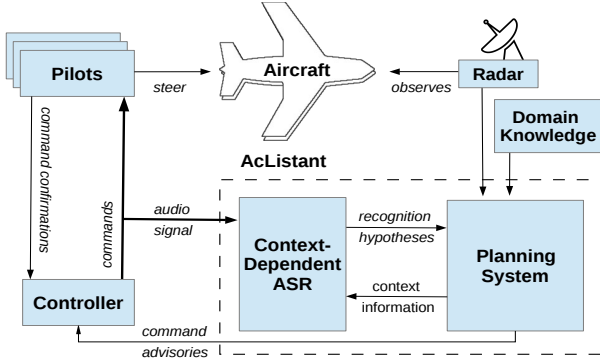 Pilots
steer
Aircraft
observes
Radar
Domain
Knowledge
command confirmations
commands
AcListant
audio
signal
Context-
Dependent
ASR
recognition
hypotheses
Planning
System
context
information
Controller
command
advisories